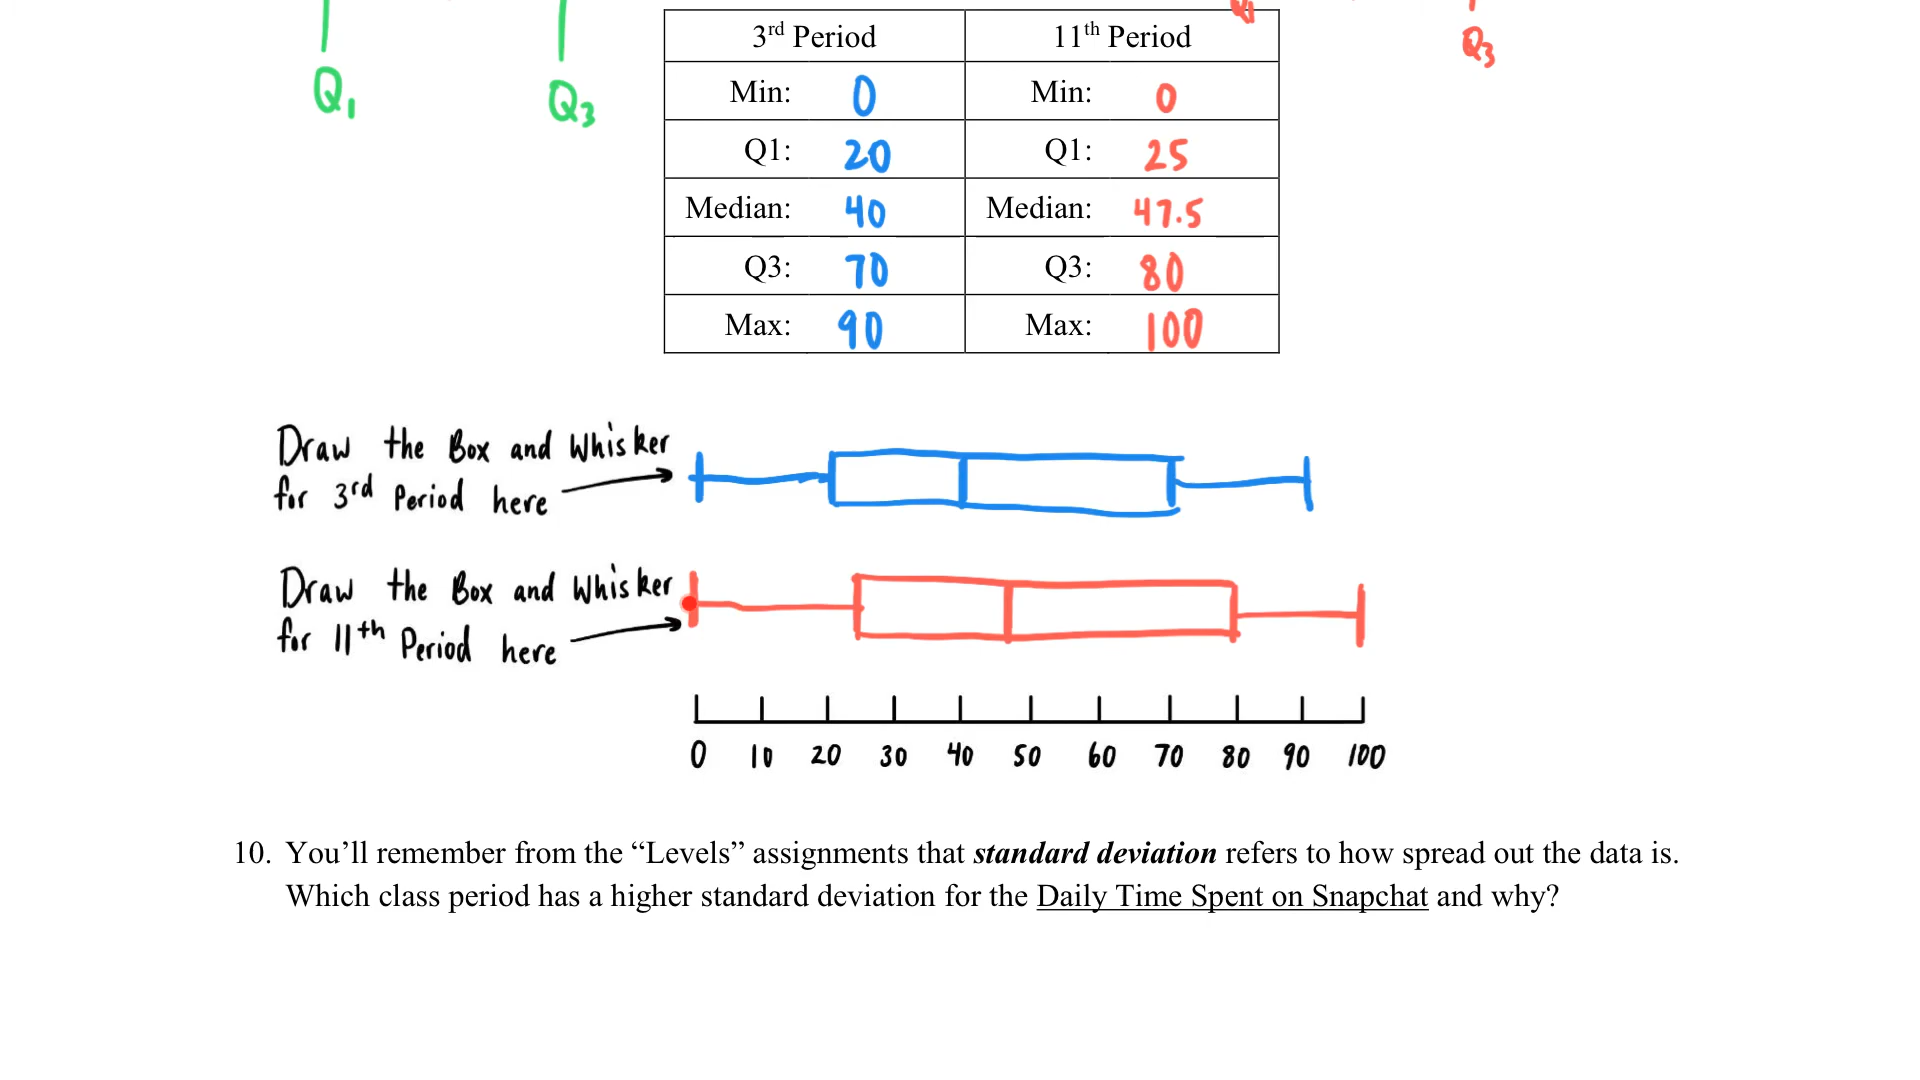 Q1
Q3
Q1
Q3
3rd Period 11th Period
Min: 0 Min: 0
Q1: 20 Q1: 25
Median: 40 Median: 47.5
Q3: 70 Q3: 80
Max: 90 Max: 100
Draw the Box and Whisker
for 3rd Period here
Draw the Box and Whisker
for 11th Period here
0 10 20 30 40 50 60 70 80 90 100
10. You’ll remember from the “Levels” assignments that standard deviation refers to how spread out the data is.
Which class period has a higher standard deviation for the Daily Time Spent on Snapchat and why?